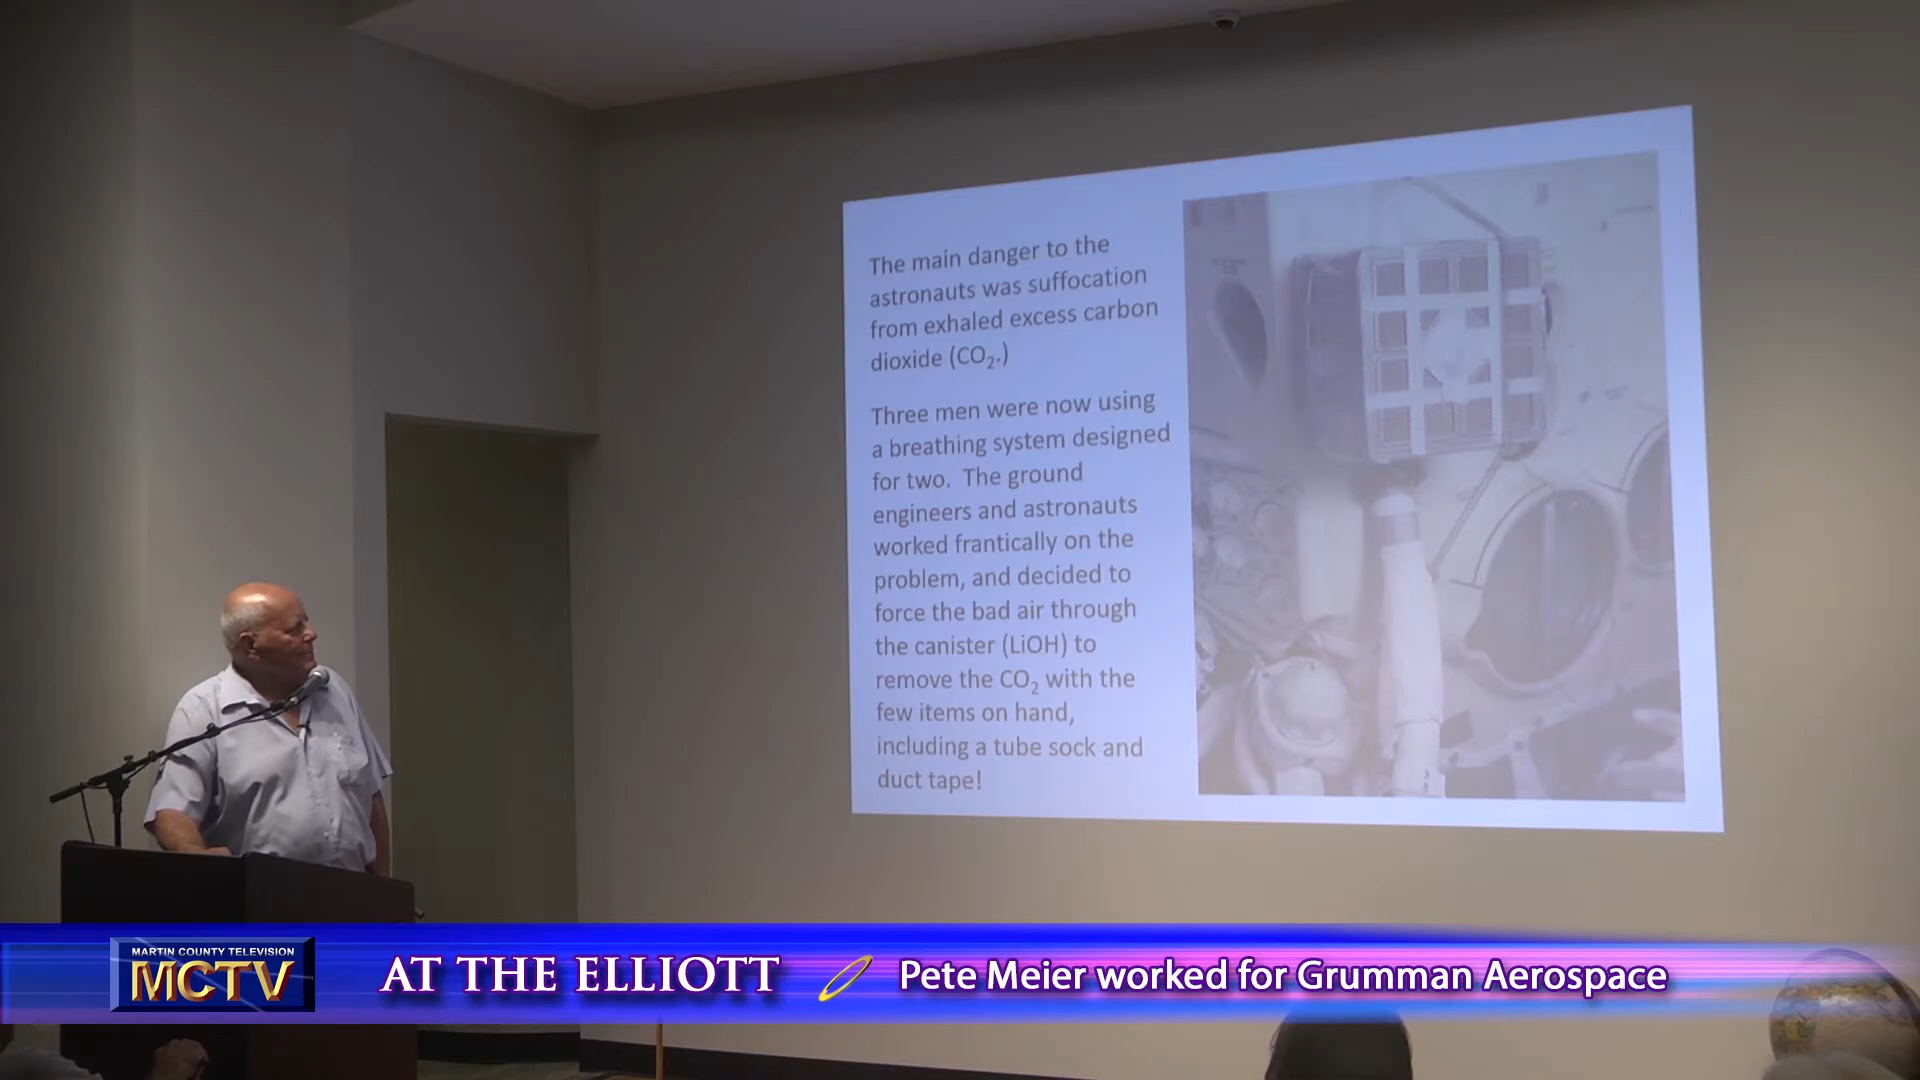 The main danger to the
astronauts was suffocation
from exhaled excess carbon
dioxide (CO₂.)
Three men were now using
a breathing system designed
for two. The ground
engineers and astronauts
worked frantically on the
problem, and decided to
force the bad air through
the canister (LiOH) to
remove the CO₂ with the
few items on hand,
including a tube sock and
duct tape!
MARTIN COUNTY TELEVISION
MCTV
AT THE ELLIOTT
Pete Meier worked for Grumman Aerospace